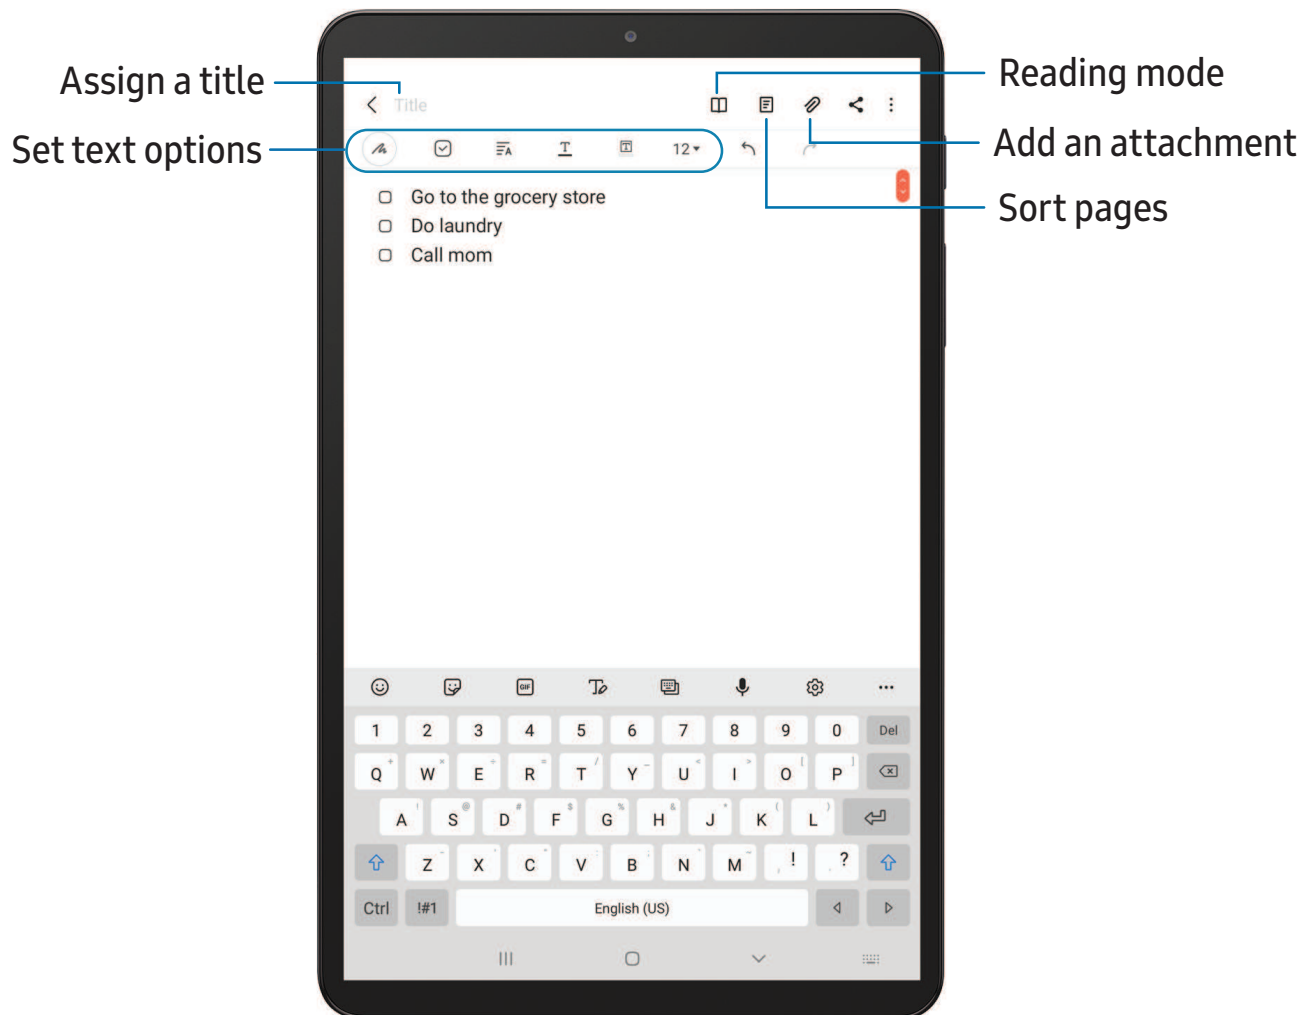 Assign a title
Reading mode
Title
Set text options
12
Add an attachment
Go to the grocery store
Sort pages
Do laundry
Call mom
GIF
1 2 3 4 5 6 7 8 9 0 Del
Q + W × E ÷ R = T / Y _ U < I > O [ P ]
A ! S @ D # F $ G % H & J * K ( L )
Z - X ' C " V : B ; N M , ! . ?
Ctrl !#1 English (US)